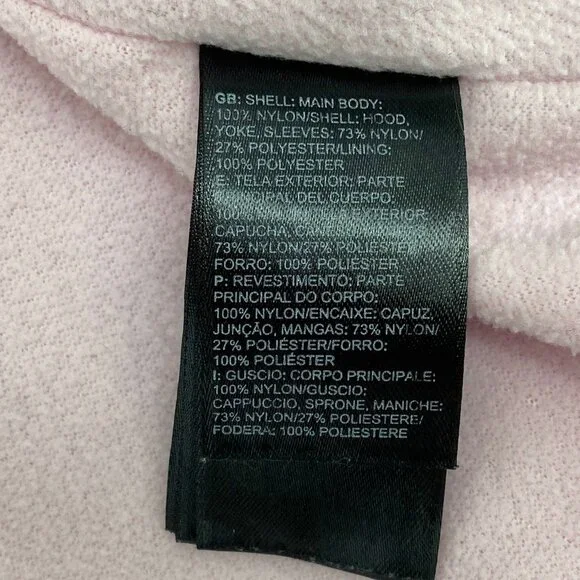 GB: SHELL: MAIN BODY:
100% NYLON/SHELL: HOOD,
YOKE, SLEEVES: 73% NYLON/
27% POLYESTER/LINING:
100% POLYESTER
E: TELA EXTERIOR: PARTE
PRINCIPAL DEL CUERPO:
100% EXTERIOR:
CAPUCHA,
73% NYLON/27% POLIÉSTER/
FORRO: 100% POLIÉSTER
P: REVESTIMENTO: PARTE
PRINCIPAL DO CORPO:
100% NYLON/ENCAIXE: CAPUZ,
JUNÇÃO, MANGAS: 73% NYLON/
27% POLIÉSTER/FORRO:
100% POLIÉSTER
I: GUSCIO: CORPO PRINCIPALE:
100% NYLON/GUSCIO:
CAPPUCCIO, SPRONE, MANICHE:
73% NYLON/27% POLIESTERE/
FODERA: 100% POLIESTERE